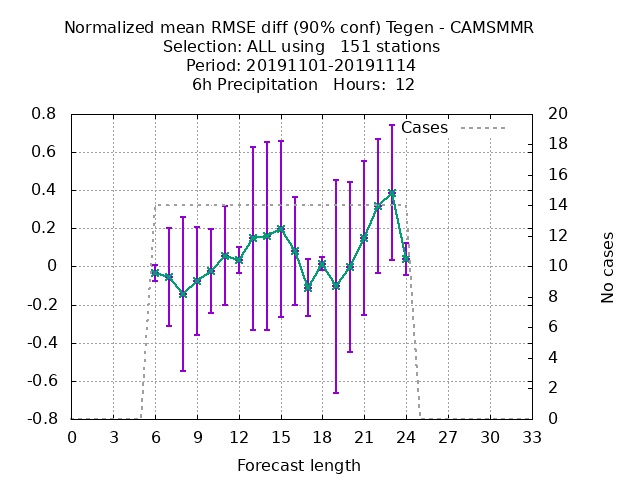 Normalized mean RMSE diff (90% conf) Tegen - CAMSMMR
Selection: ALL using   151 stations
Period: 20191101-20191114
6h Precipitation   Hours:  12
0.8
0.6
0.4
0.2
0
-0.2
-0.4
-0.6
-0.8
Cases
20
18
16
14
12
10
8
6
4
2
0
No cases
0 3 6 9 12 15 18 21 24 27 30 33
Forecast length